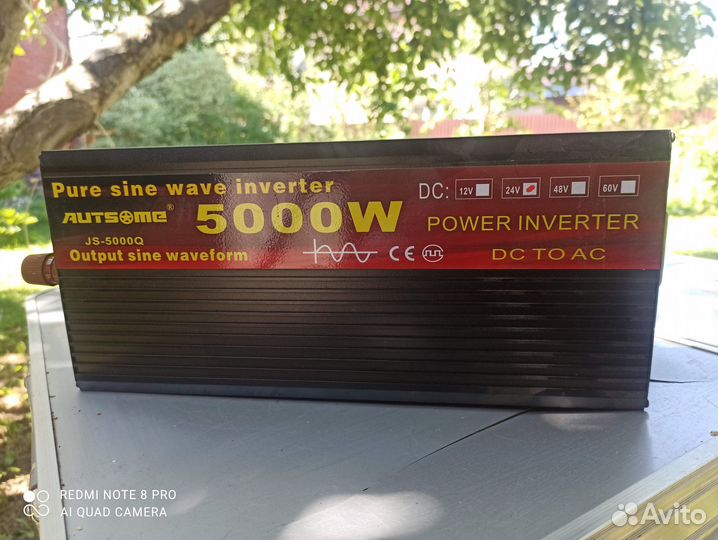 Pure sine wave inverter
DC: 12V 24V 48V 60V
AUTSOME® 5000W POWER INVERTER
JS-5000Q
Output sine waveform CE DC TO AC
REDMI NOTE 8 PRO
AI QUAD CAMERA
Avito